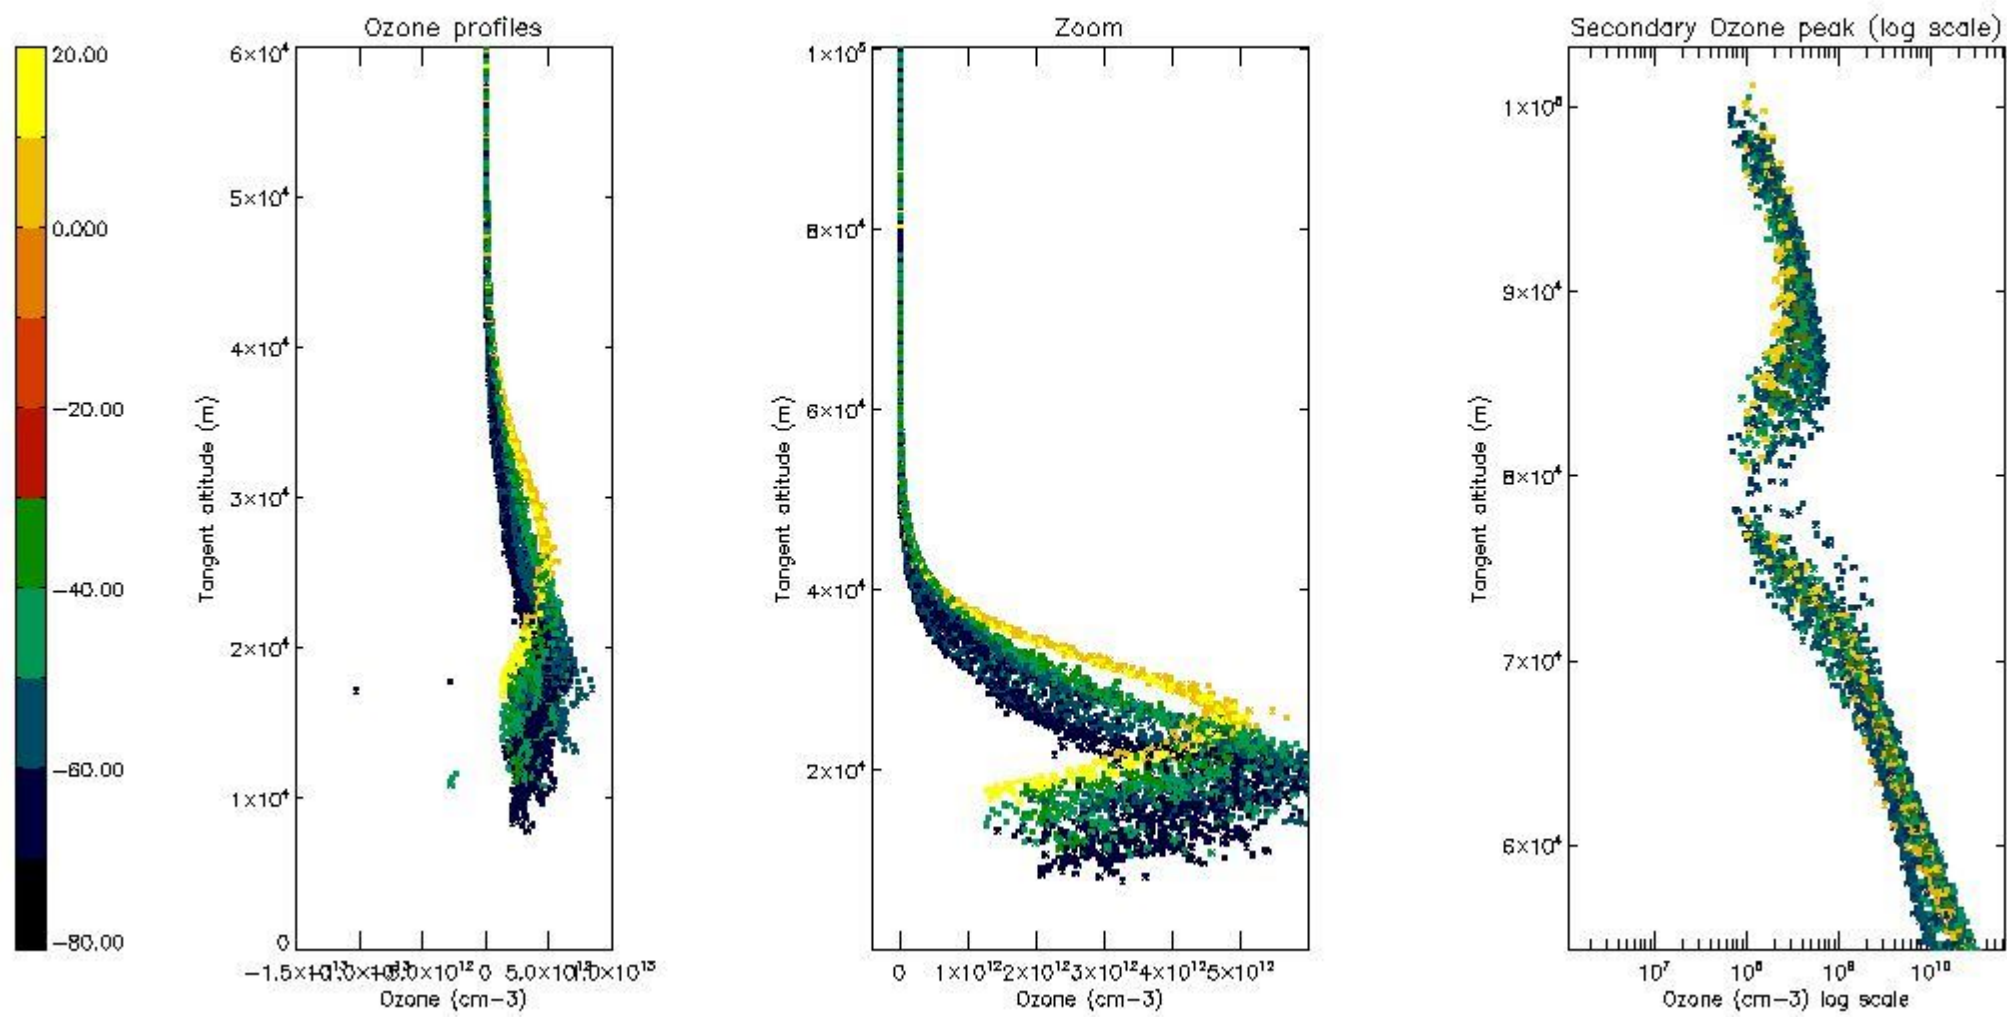 Ozone profiles
Zoom
Secondary Ozone peak (log scale)
20.00
0.000
−20.00
−40.00
−60.00
−80.00
6×10⁴
5×10⁴
4×10⁴
3×10⁴
2×10⁴
1×10⁴
0
Tangent altitude (m)
0 5.0×10¹² 1.0×10¹³
Ozone (cm−3)
1×10⁵
8×10⁴
6×10⁴
4×10⁴
2×10⁴
Tangent altitude (m)
0 1×10¹² 2×10¹² 3×10¹² 4×10¹² 5×10¹²
Ozone (cm−3)
1×10⁵
9×10⁴
8×10⁴
7×10⁴
6×10⁴
Tangent altitude (m)
10⁷ 10⁸ 10⁹ 10¹⁰
Ozone (cm−3) log scale